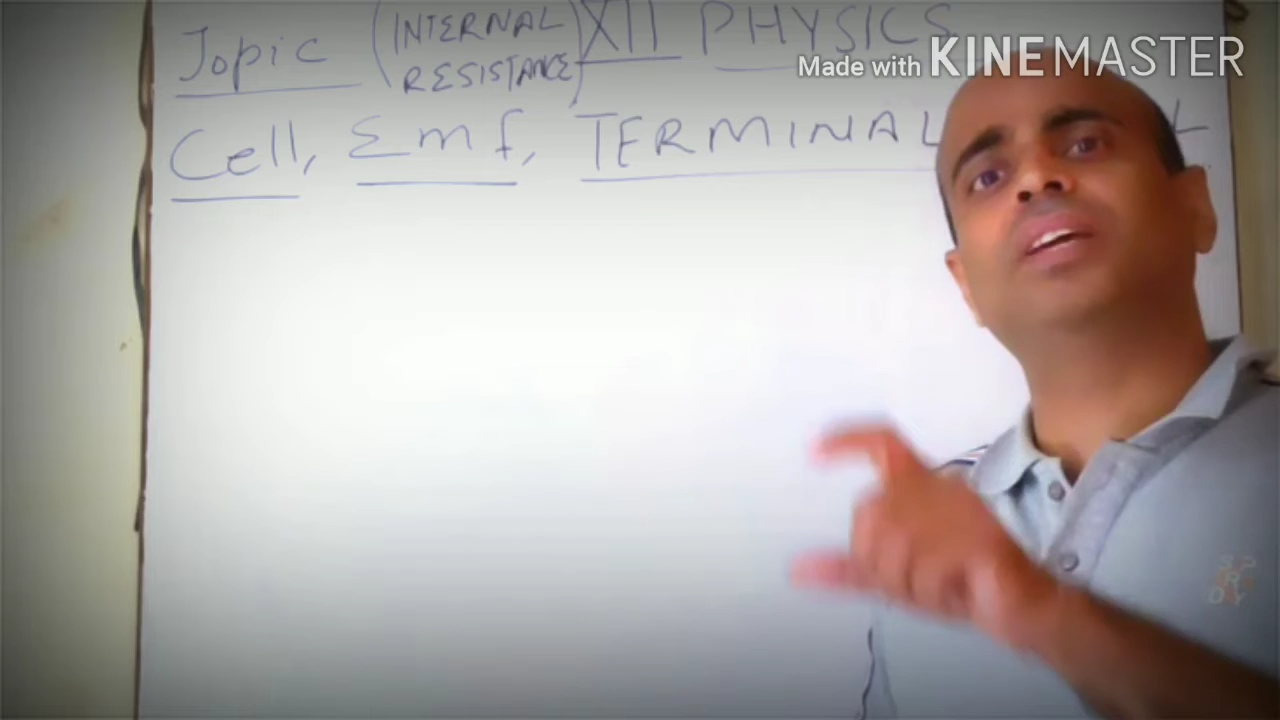 Topic (INTERNAL RESISTANCE) XII PHYSICS
Made with KINEMASTER
Cell, Emf, TERMINAL